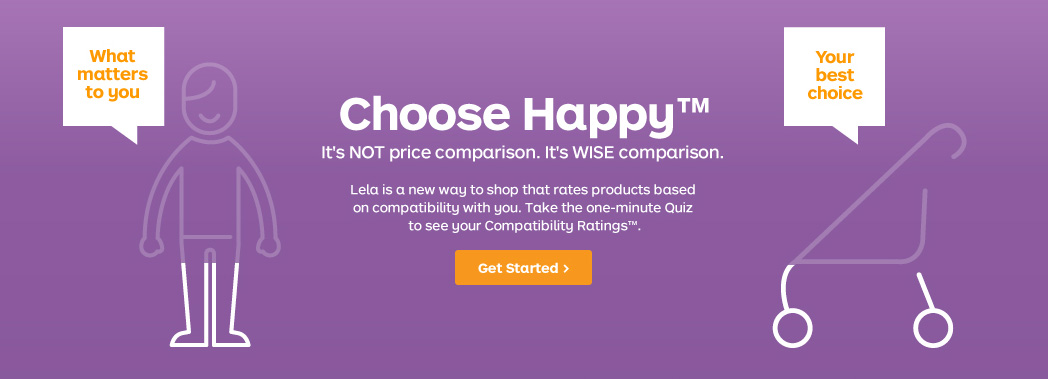 What
matters
to you
Choose Happy™
It's NOT price comparison. It's WISE comparison.
Lela is a new way to shop that rates products based
on compatibility with you. Take the one-minute Quiz
to see your Compatibility Ratings™.
Get Started >
Your
best
choice